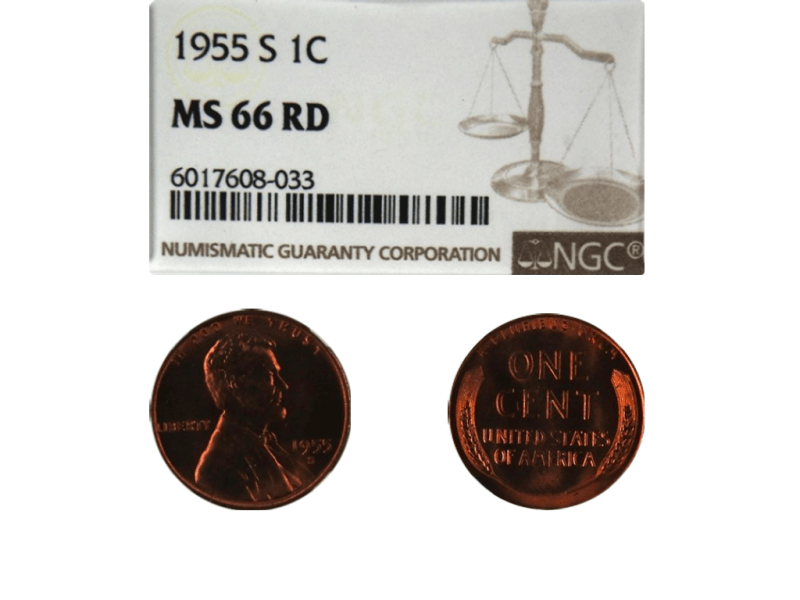 1955 S 1C
MS 66 RD
6017608-033
NUMISMATIC GUARANTY CORPORATION
NGC®
IN GOD WE TRUST
LIBERTY
1955
S
E PLURIBUS UNUM
ONE
CENT
UNITED STATES
OF AMERICA